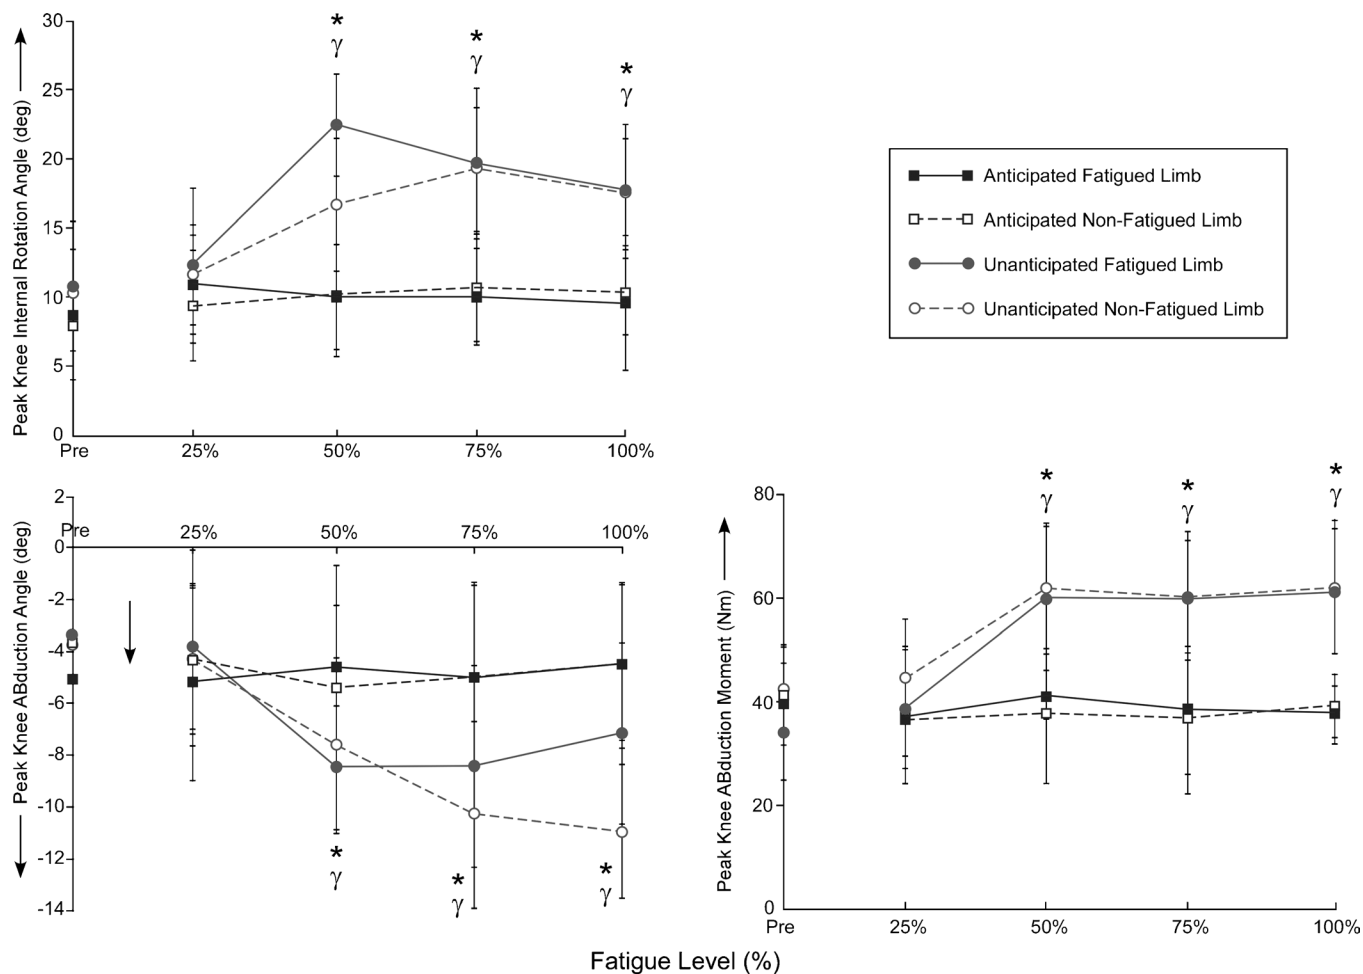 Peak Knee Internal Rotation Angle (deg)
30
25
20
15
10
5
0
* γ
* γ
* γ
Pre 25% 50% 75% 100%
Anticipated Fatigued Limb
Anticipated Non-Fatigued Limb
Unanticipated Fatigued Limb
Unanticipated Non-Fatigued Limb
Peak Knee ABduction Angle (deg)
2
0
-2
-4
-6
-8
-10
-12
-14
Pre 25% 50% 75% 100%
* γ
* γ
* γ
Peak Knee ABduction Moment (Nm)
80
60
40
20
0
* γ
* γ
* γ
Pre 25% 50% 75% 100%
Fatigue Level (%)